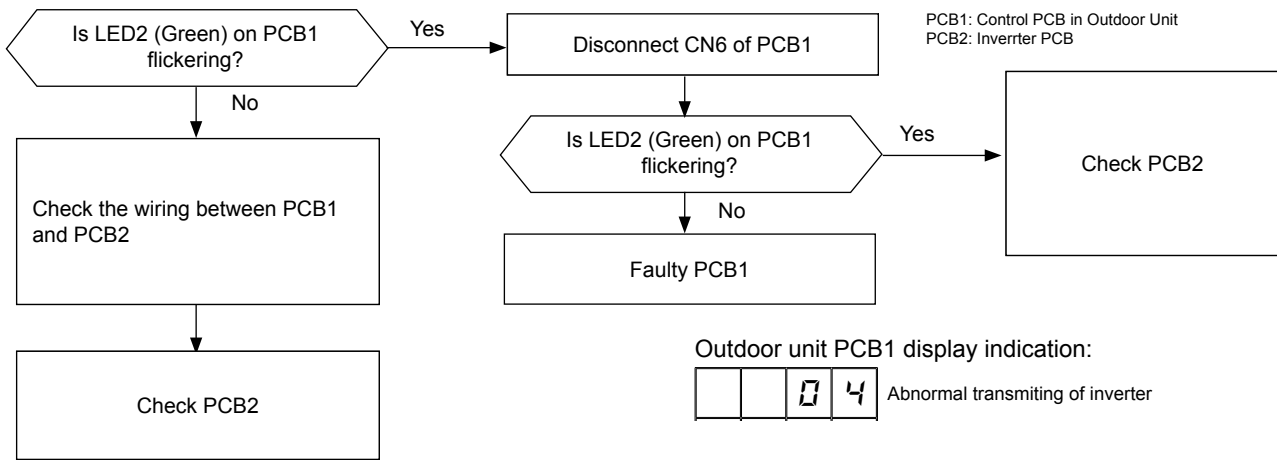 Is LED2 (Green) on PCB1
flickering?
Yes
Disconnect CN6 of PCB1
PCB1: Control PCB in Outdoor Unit
PCB2: Inverrter PCB
No
Is LED2 (Green) on PCB1
flickering?
Yes
Check PCB2
Check the wiring between PCB1
and PCB2
No
Faulty PCB1
Check PCB2
Outdoor unit PCB1 display indication:
04 Abnormal transmiting of inverter